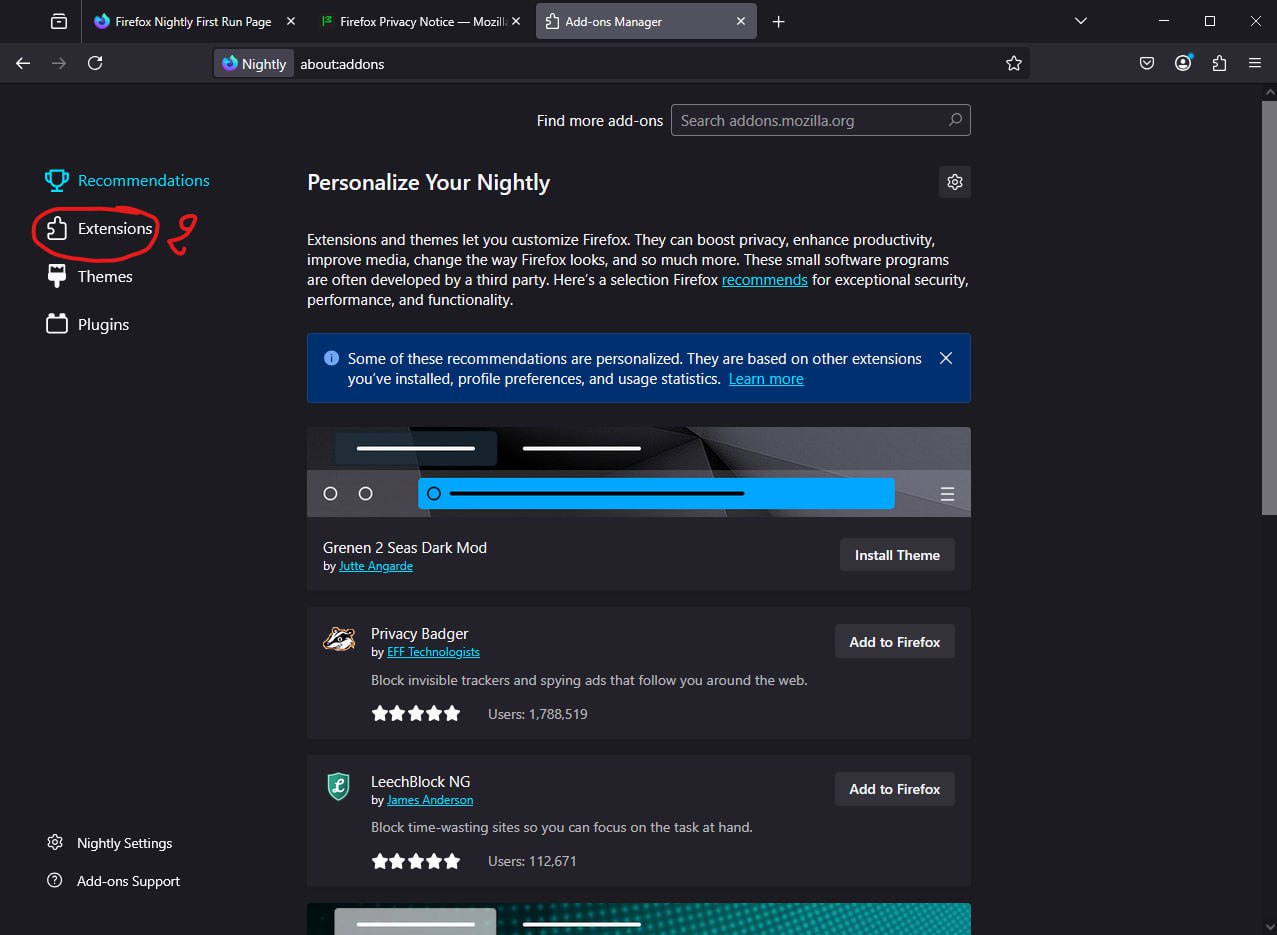 Firefox Nightly First Run Page
Firefox Privacy Notice — Mozill
Add-ons Manager
Nightly
about:addons
Find more add-ons
Search addons.mozilla.org
Recommendations
Extensions
2
Themes
Plugins
Personalize Your Nightly
Extensions and themes let you customize Firefox. They can boost privacy, enhance productivity,
improve media, change the way Firefox looks, and so much more. These small software programs
are often developed by a third party. Here's a selection Firefox recommends for exceptional security,
performance, and functionality.
Some of these recommendations are personalized. They are based on other extensions
you've installed, profile preferences, and usage statistics. Learn more
Grenen 2 Seas Dark Mod
by Jutte Angarde
Install Theme
Privacy Badger
by EFF Technologists
Add to Firefox
Block invisible trackers and spying ads that follow you around the web.
Users: 1,788,519
LeechBlock NG
by James Anderson
Add to Firefox
Block time-wasting sites so you can focus on the task at hand.
Users: 112,671
Nightly Settings
Add-ons Support